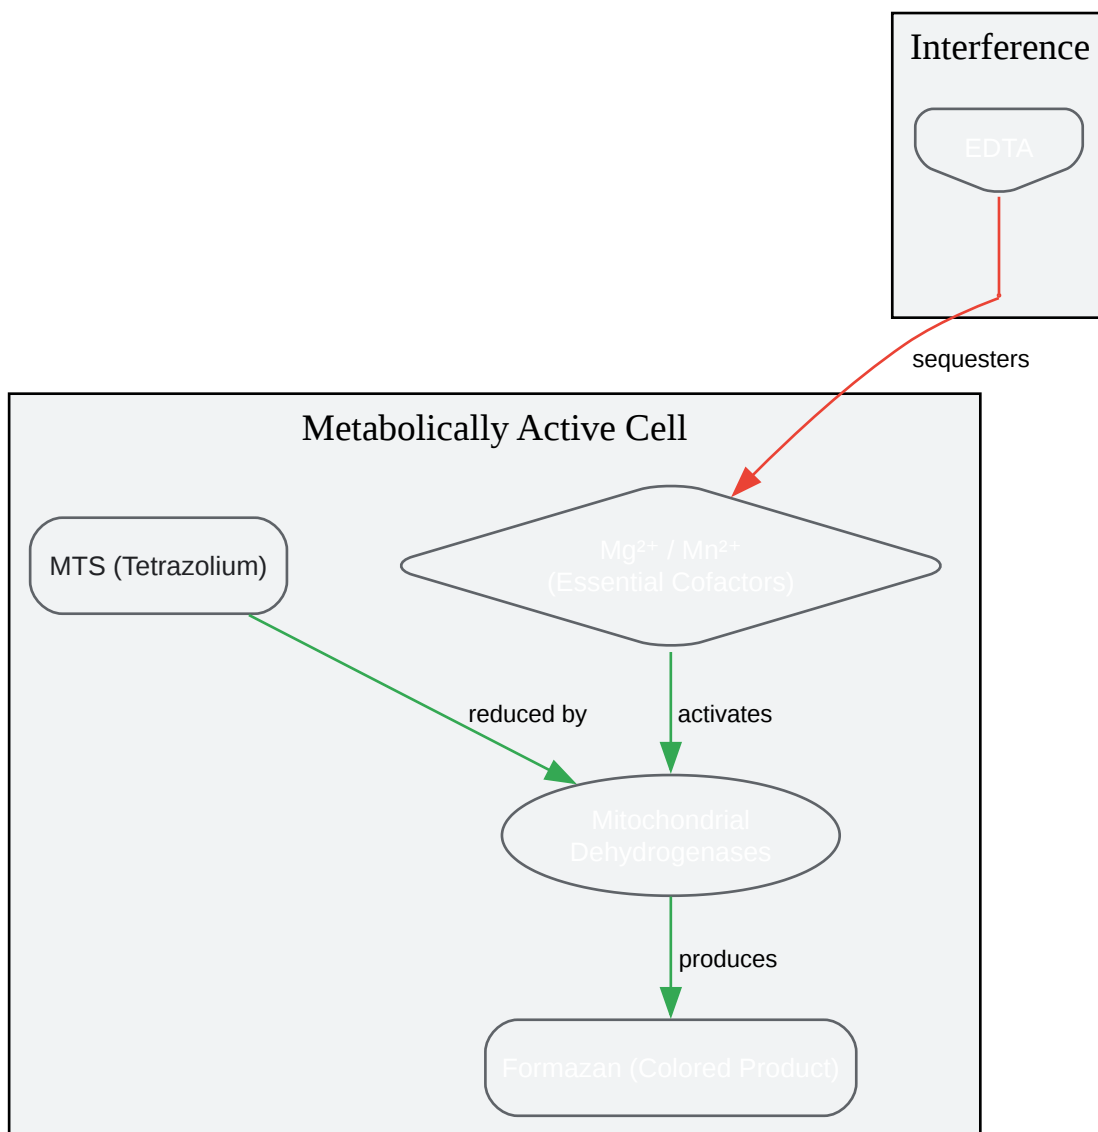 Interference
EDTA
sequesters
Metabolically Active Cell
MTS (Tetrazolium)
Mg²⁺ / Mn²⁺
(Essential Cofactors)
reduced by
activates
Mitochondrial
Dehydrogenases
produces
Formazan (Colored Product)